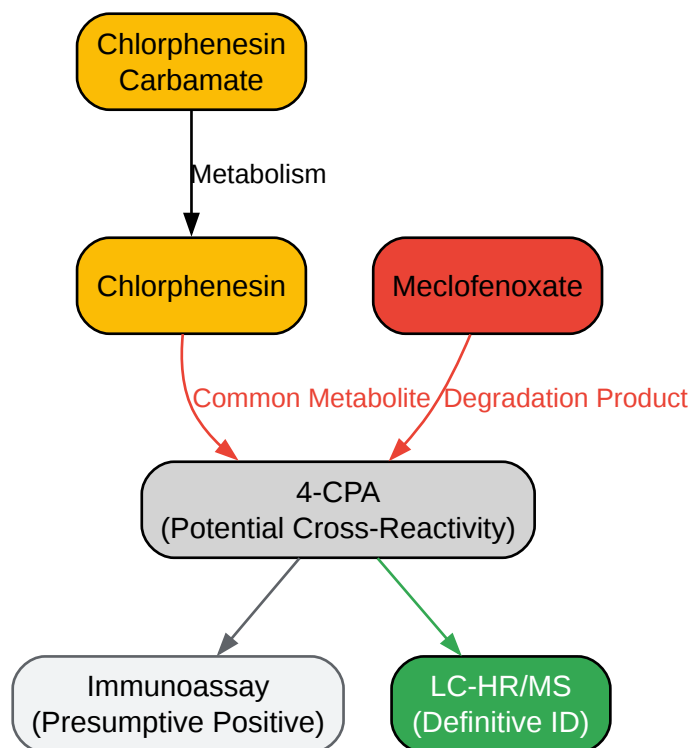 Chlorphenesin
Carbamate
Metabolism
Chlorphenesin
Meclofenoxate
Common Metabolite
Degradation Product
4-CPA
(Potential Cross-Reactivity)
Immunoassay
(Presumptive Positive)
LC-HR/MS
(Definitive ID)